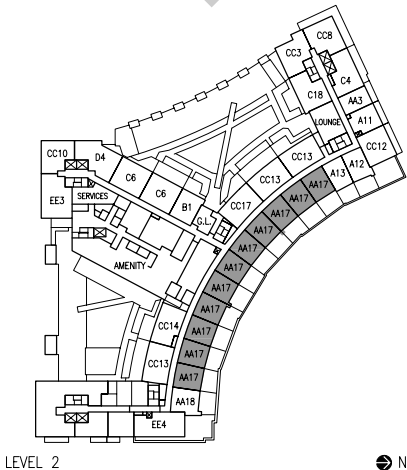 CC8
CC3
C4
C18
AA3
LOUNGE
A11
A12
CC12
CC13
A13
CC13
CC10
D4
C6
C6
B1
CC17
G.L.
EE3
SERVICES
AMENITY
AA17
AA17
AA17
AA17
AA17
AA17
AA17
AA17
AA17
AA17
AA17
CC14
CC13
AA18
EE4
LEVEL 2
N